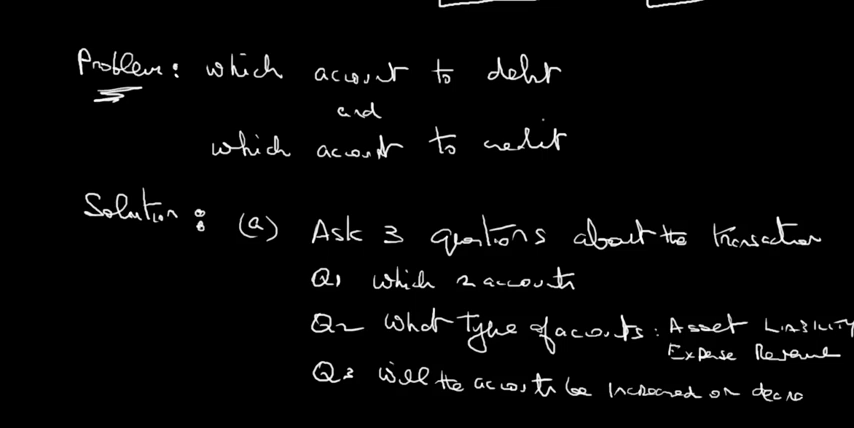 Problem: which account to debit
and
which account to credit
Solution: (a) Ask 3 questions about the transaction
Q1 which 2 accounts
Q2 What type of accounts: Asset LIABILITY
Expense Revenue
Q3 will the accounts be increased or decrea